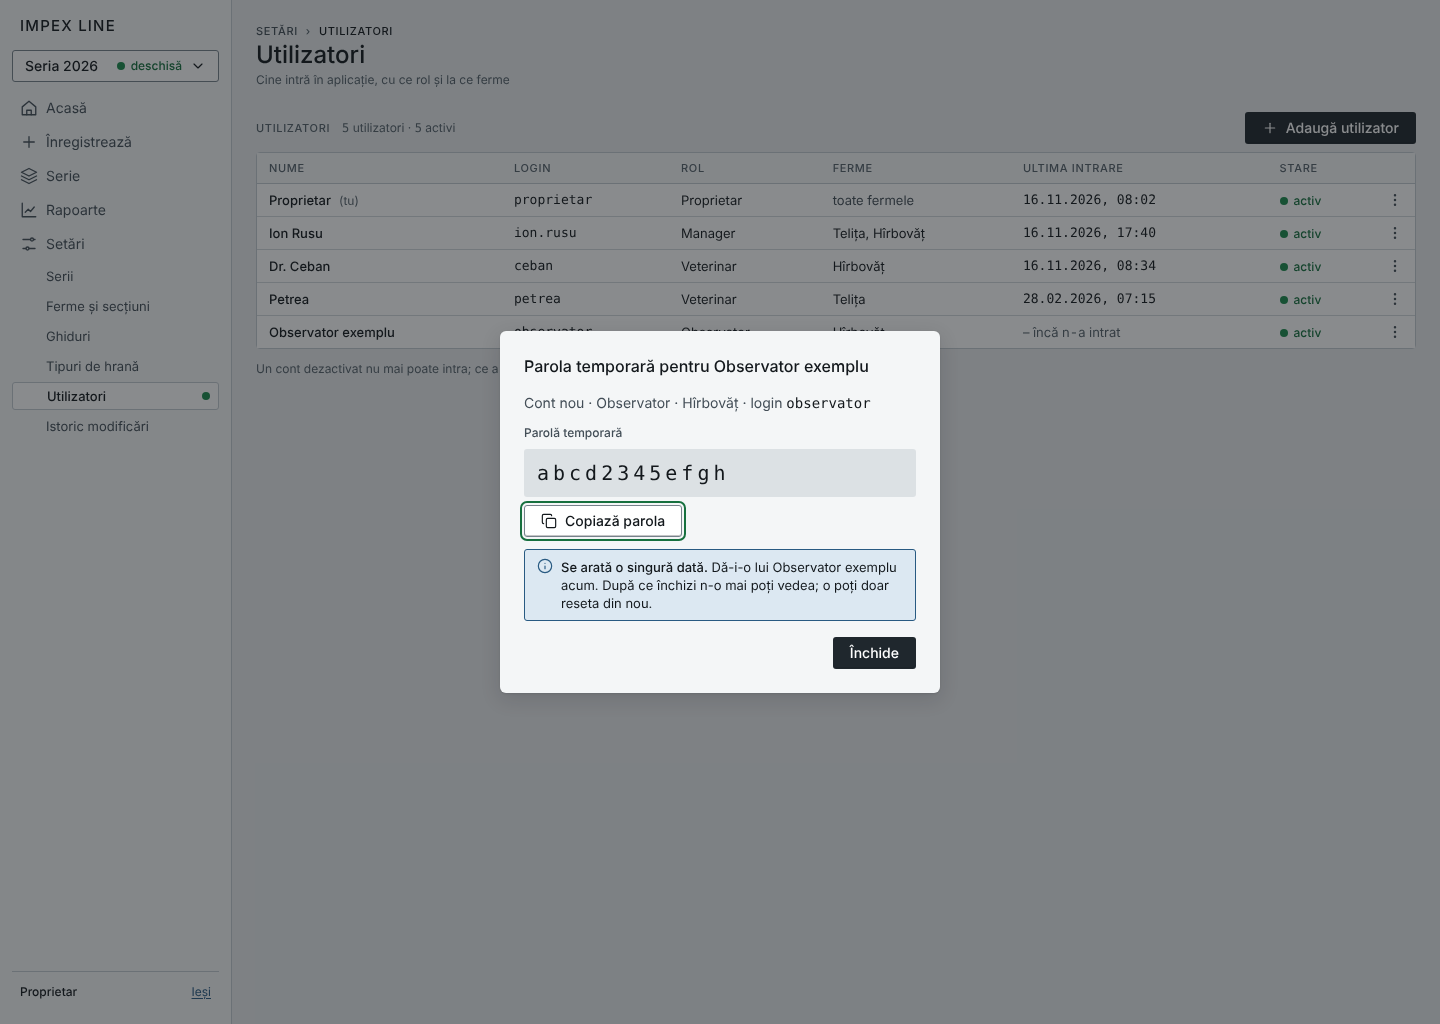 IMPEX LINE
Seria 2026 deschisă
Acasă
Înregistrează
Serie
Rapoarte
Setări
Serii
Ferme și secțiuni
Ghiduri
Tipuri de hrană
Utilizatori
Istoric modificări
Proprietar Ieși
SETĂRI › UTILIZATORI
Utilizatori
Cine intră în aplicație, cu ce rol și la ce ferme
UTILIZATORI 5 utilizatori · 5 activi
Adaugă utilizator
NUME LOGIN ROL FERME ULTIMA INTRARE STARE
Proprietar (tu) proprietar Proprietar toate fermele 16.11.2026, 08:02 activ
Ion Rusu ion.rusu Manager Telița, Hîrbovăț 16.11.2026, 17:40 activ
Dr. Ceban ceban Veterinar Hîrbovăț 16.11.2026, 08:34 activ
Petrea petrea Veterinar Telița 28.02.2026, 07:15 activ
Observator exemplu observator Observator Hîrbovăț – încă n-a intrat activ
Un cont dezactivat nu mai poate intra; ce a
Parola temporară pentru Observator exemplu
Cont nou · Observator · Hîrbovăț · login observator
Parolă temporară
abcd2345efgh
Copiază parola
Se arată o singură dată. Dă-i-o lui Observator exemplu
acum. După ce închizi n-o mai poți vedea; o poți doar
reseta din nou.
Închide